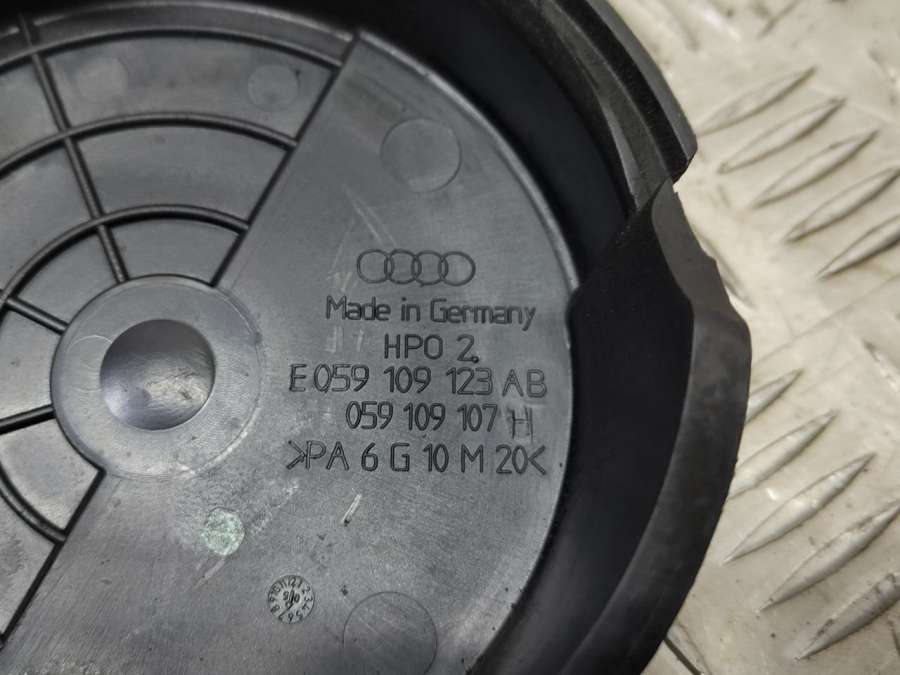 Made in Germany
HPO 2.
E 059 109 123 AB
059 109 107 H
>PA 6 G 10 M 20<